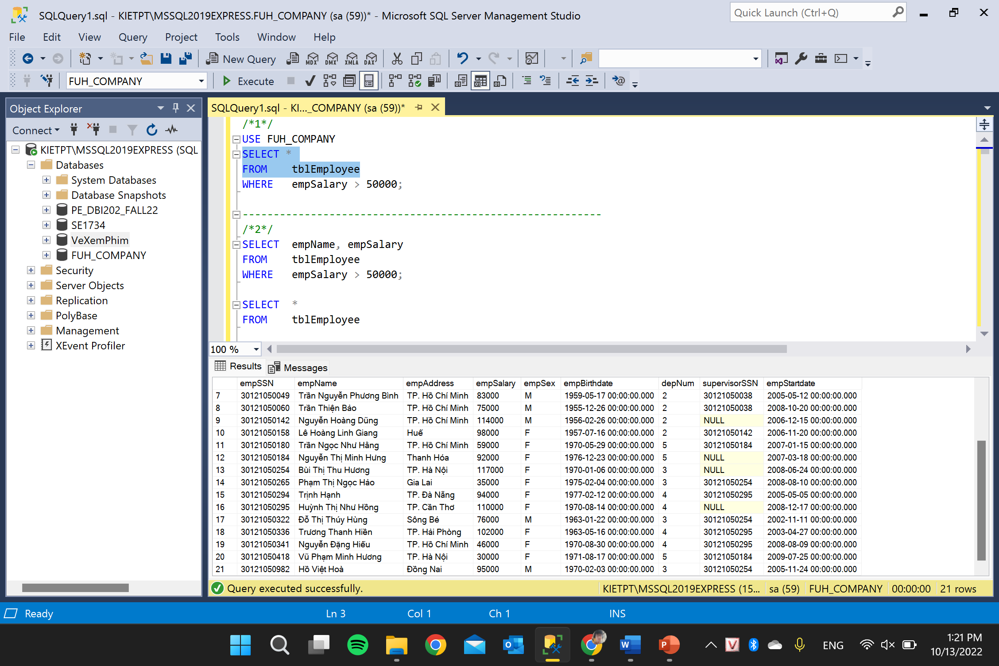 SQLQuery1.sql - KIETPT\MSSQL2019EXPRESS.FUH_COMPANY (sa (59))* - Microsoft SQL Server Management Studio
Quick Launch (Ctrl+Q)
File Edit View Query Project Tools Window Help
New Query MDX DMX XMLA DAX
FUH_COMPANY Execute
Object Explorer
Connect
KIETPT\MSSQL2019EXPRESS (SQL
Databases
System Databases
Database Snapshots
PE_DBI202_FALL22
SE1734
VeXemPhim
FUH_COMPANY
Security
Server Objects
Replication
PolyBase
Management
XEvent Profiler
SQLQuery1.sql - KI..._COMPANY (sa (59))*
/*1*/
USE FUH_COMPANY
SELECT *
FROM tblEmployee
WHERE empSalary > 50000;
----------------------------------------------------------
/*2*/
SELECT empName, empSalary
FROM tblEmployee
WHERE empSalary > 50000;
SELECT *
FROM tblEmployee
100 %
Results Messages
empSSN empName empAddress empSalary empSex empBirthdate depNum supervisorSSN empStartdate
7 30121050049 Trần Nguyễn Phương Bình TP. Hồ Chí Minh 83000 M 1959-05-17 00:00:00.000 2 30121050038 2005-05-12 00:00:00.000
8 30121050060 Trần Thiện Bảo TP. Hồ Chí Minh 75000 M 1955-12-26 00:00:00.000 2 30121050038 2008-10-20 00:00:00.000
9 30121050142 Nguyễn Hoàng Dũng TP. Hồ Chí Minh 114000 M 1956-02-26 00:00:00.000 2 NULL 2006-12-15 00:00:00.000
10 30121050158 Lê Hoàng Linh Giang Huế 98000 F 1957-07-16 00:00:00.000 2 30121050142 2006-11-20 00:00:00.000
11 30121050180 Trần Ngọc Như Hằng TP. Hồ Chí Minh 59000 F 1970-05-29 00:00:00.000 5 30121050184 2007-01-15 00:00:00.000
12 30121050184 Nguyễn Thị Minh Hưng Thanh Hóa 92000 F 1976-12-23 00:00:00.000 5 NULL 2007-03-18 00:00:00.000
13 30121050254 Bùi Thị Thu Hương TP. Hà Nội 117000 F 1970-01-06 00:00:00.000 3 NULL 2008-06-24 00:00:00.000
14 30121050265 Phạm Thị Ngọc Hảo Gia Lai 35000 F 1975-02-04 00:00:00.000 3 30121050254 2008-08-10 00:00:00.000
15 30121050294 Trịnh Hạnh TP. Đà Nẵng 94000 F 1977-02-12 00:00:00.000 4 30121050295 2005-05-05 00:00:00.000
16 30121050295 Huỳnh Thị Như Hồng TP. Cần Thơ 110000 F 1970-08-14 00:00:00.000 4 NULL 2008-12-17 00:00:00.000
17 30121050322 Đỗ Thị Thúy Hùng Sông Bé 76000 M 1963-01-22 00:00:00.000 3 30121050254 2002-11-11 00:00:00.000
18 30121050336 Trương Thanh Hiền TP. Hải Phòng 102000 F 1963-05-16 00:00:00.000 4 30121050295 2003-04-27 00:00:00.000
19 30121050341 Nguyễn Đặng Hiếu TP. Hồ Chí Minh 46000 F 1970-08-30 00:00:00.000 4 30121050295 2008-08-09 00:00:00.000
20 30121050418 Vũ Phạm Minh Hương TP. Hà Nội 30000 F 1971-08-17 00:00:00.000 5 30121050184 2009-07-25 00:00:00.000
21 30121050982 Hồ Việt Hoà Đồng Nai 95000 M 1970-02-03 00:00:00.000 3 30121050254 2005-11-24 00:00:00.000
Query executed successfully. KIETPT\MSSQL2019EXPRESS (15... sa (59) FUH_COMPANY 00:00:00 21 rows
Ready Ln 3 Col 1 Ch 1 INS
ENG
1:21 PM
10/13/2022